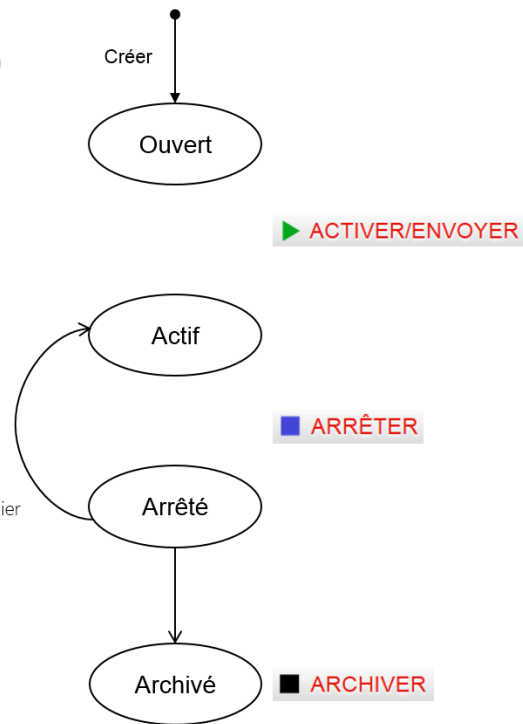 Créer
Ouvert
ACTIVER/ENVOYER
Actif
ARRÊTER
Arrêté
Archivé
ARCHIVER